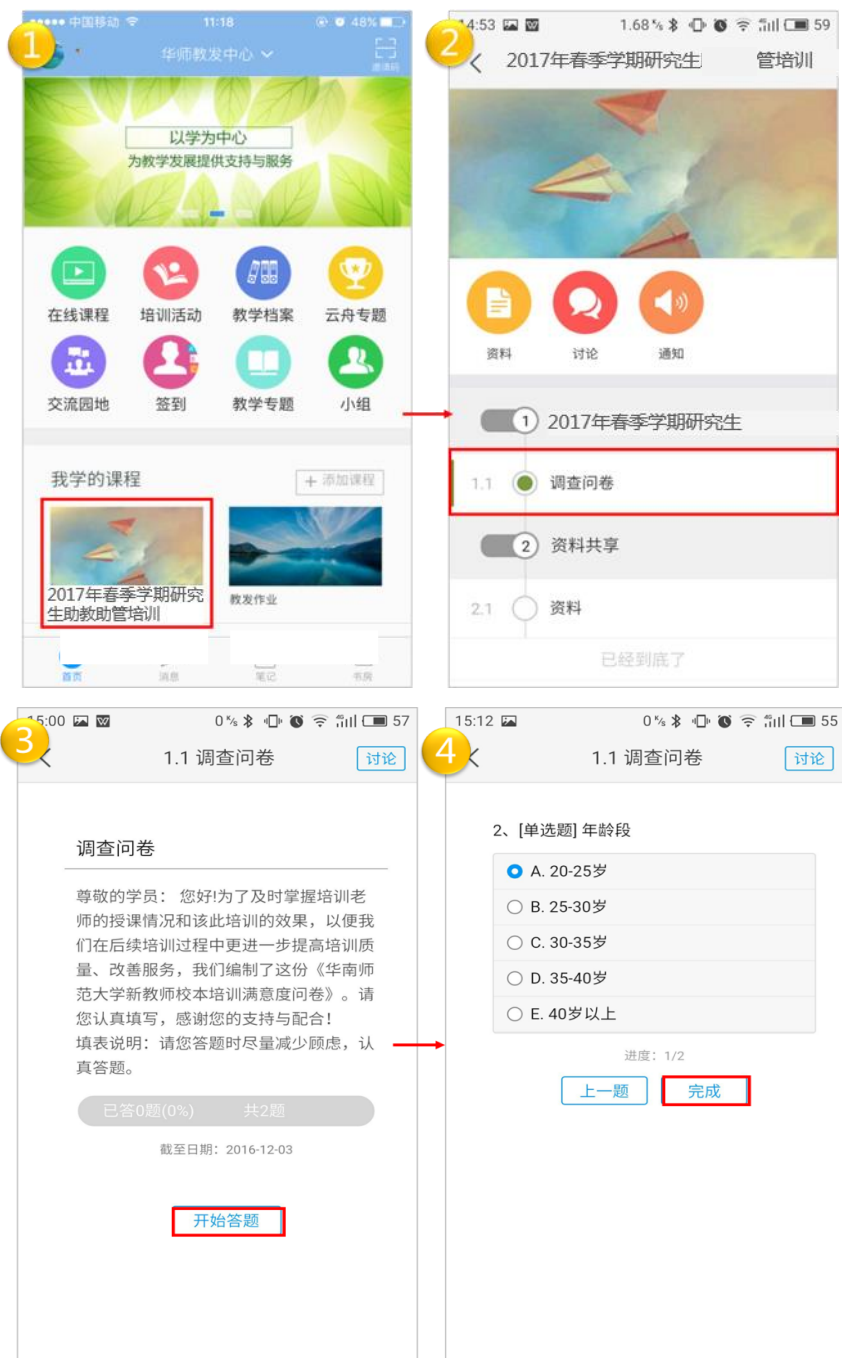 1
中国移动
11:18
48%
华师教发中心
邀请码
以学为中心
为教学发展提供支持与服务
在线课程 培训活动 教学档案 云舟专题
交流园地 签到 教学专题 小组
我学的课程
+ 添加课程
2017年春季学期研究
生助教助管培训
教发作业
首页 消息 笔记 书房
2
14:53
1.68 K/s
59
2017年春季学期研究生
管培训
资料 讨论 通知
1 2017年春季学期研究生
1.1 调查问卷
2 资料共享
2.1 资料
已经到底了
3
15:00
0 K/s
57
1.1 调查问卷
讨论
调查问卷
尊敬的学员： 您好!为了及时掌握培训老
师的授课情况和该此培训的效果，以便我
们在后续培训过程中更进一步提高培训质
量、改善服务，我们编制了这份《华南师
范大学新教师校本培训满意度问卷》。请
您认真填写，感谢您的支持与配合！
填表说明：请您答题时尽量减少顾虑，认
真答题。
已答0题(0%) 共2题
截至日期：2016-12-03
开始答题
4
15:12
0 K/s
55
1.1 调查问卷
讨论
2、[单选题] 年龄段
A. 20-25岁
B. 25-30岁
C. 30-35岁
D. 35-40岁
E. 40岁以上
进度：1/2
上一题 完成